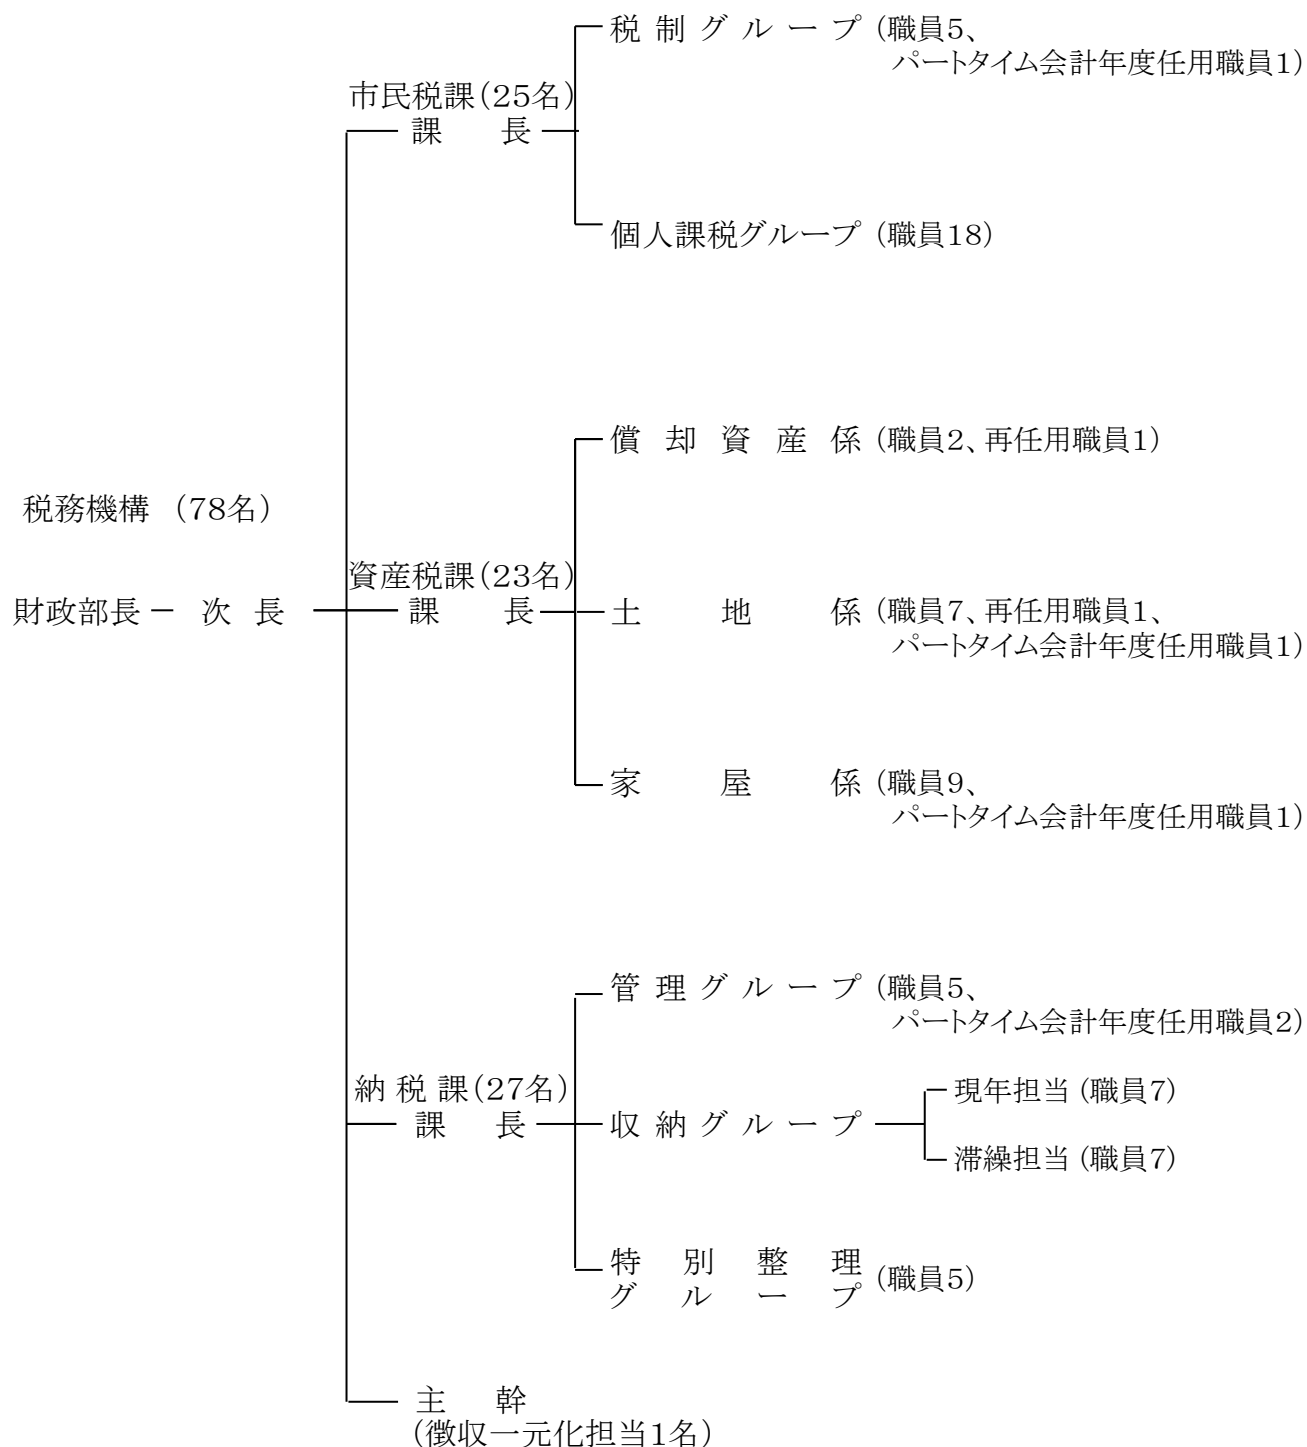 税制グループ (職員5、
パートタイム会計年度任用職員1)
市民税課(25名)
課長
個人課税グループ (職員18)
償却資産係 (職員2、再任用職員1)
税務機構 (78名)
資産税課(23名)
財政部長 ー 次長
課長
土地係 (職員7、再任用職員1、
パートタイム会計年度任用職員1)
家屋係 (職員9、
パートタイム会計年度任用職員1)
管理グループ (職員5、
パートタイム会計年度任用職員2)
納税課(27名)
課長
収納グループ
現年担当 (職員7)
滞繰担当 (職員7)
特別整理
グループ
(職員5)
主幹
(徴収一元化担当1名)